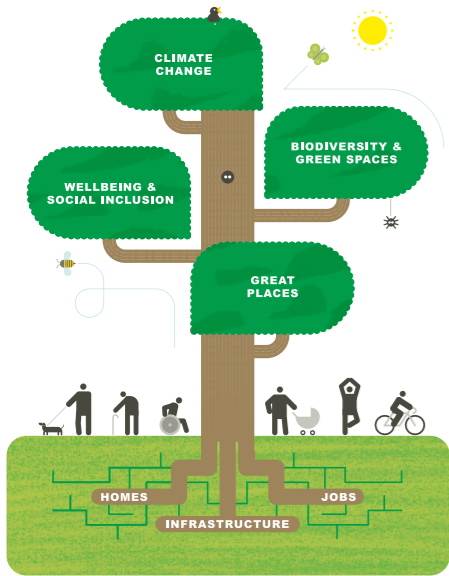 CLIMATE
CHANGE
BIODIVERSITY &
GREEN SPACES
WELLBEING &
SOCIAL INCLUSION
GREAT
PLACES
HOMES
JOBS
INFRASTRUCTURE